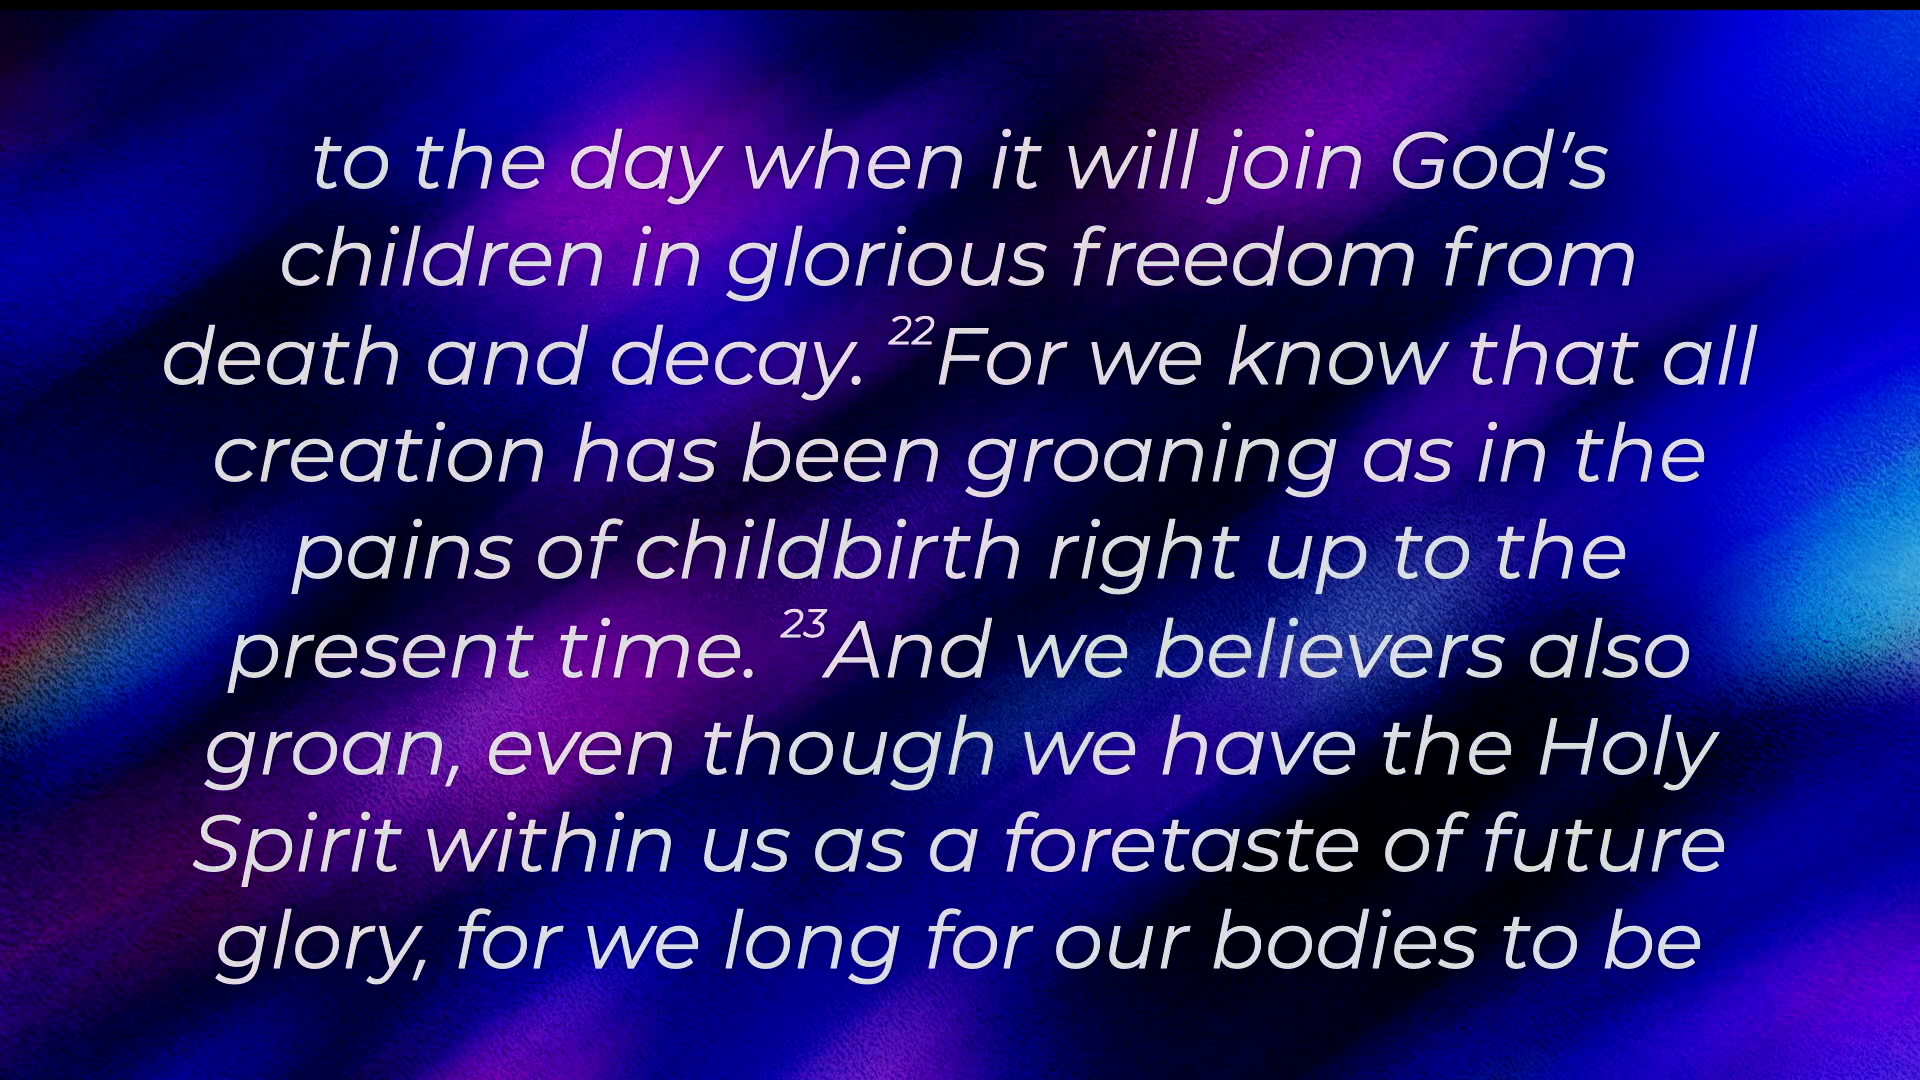 to the day when it will join God's
children in glorious freedom from
death and decay. 22For we know that all
creation has been groaning as in the
pains of childbirth right up to the
present time. 23And we believers also
groan, even though we have the Holy
Spirit within us as a foretaste of future
glory, for we long for our bodies to be